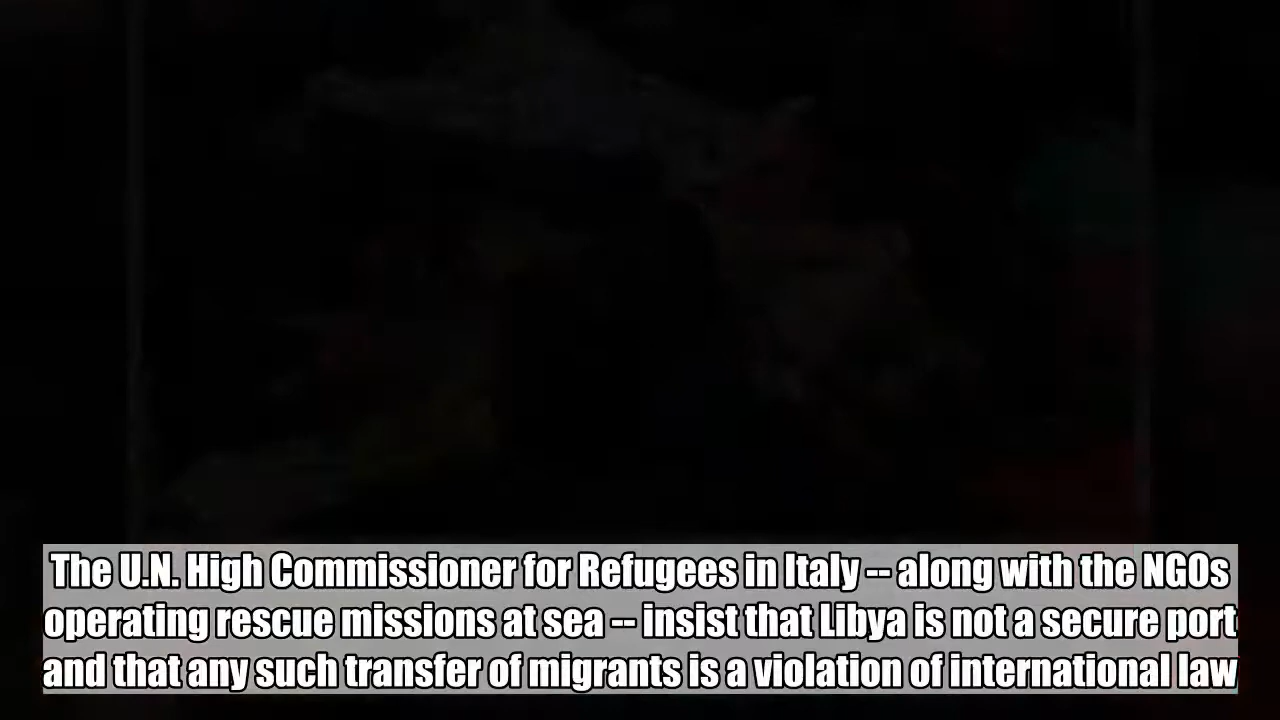 The U.N. High Commissioner for Refugees in Italy -- along with the NGOs
operating rescue missions at sea -- insist that Libya is not a secure port
and that any such transfer of migrants is a violation of international law